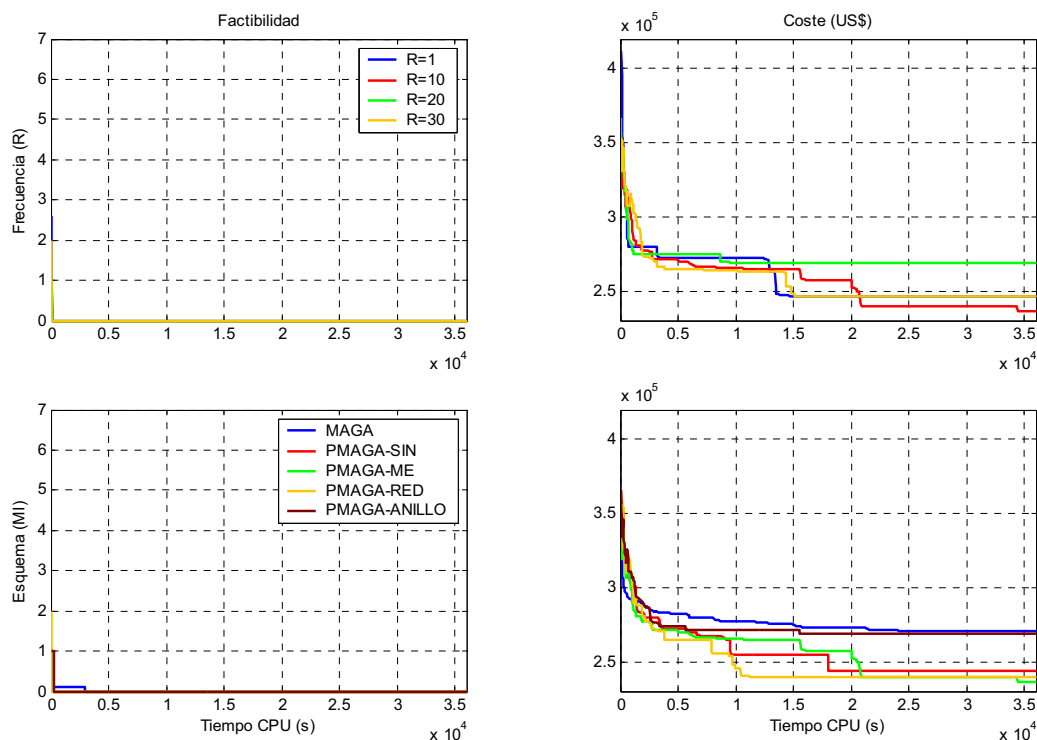 Factibilidad
Coste (US$)
x 10^5
7
6
5
4
3
2
1
0
Frecuencia (R)
R=1
R=10
R=20
R=30
4
3.5
3
2.5
0 0.5 1 1.5 2 2.5 3 3.5
x 10^4
0 0.5 1 1.5 2 2.5 3 3.5
x 10^4
7
6
5
4
3
2
1
0
Esquema (MI)
MAGA
PMAGA-SIN
PMAGA-ME
PMAGA-RED
PMAGA-ANILLO
x 10^5
4
3.5
3
2.5
0 0.5 1 1.5 2 2.5 3 3.5
Tiempo CPU (s)
x 10^4
0 0.5 1 1.5 2 2.5 3 3.5
Tiempo CPU (s)
x 10^4